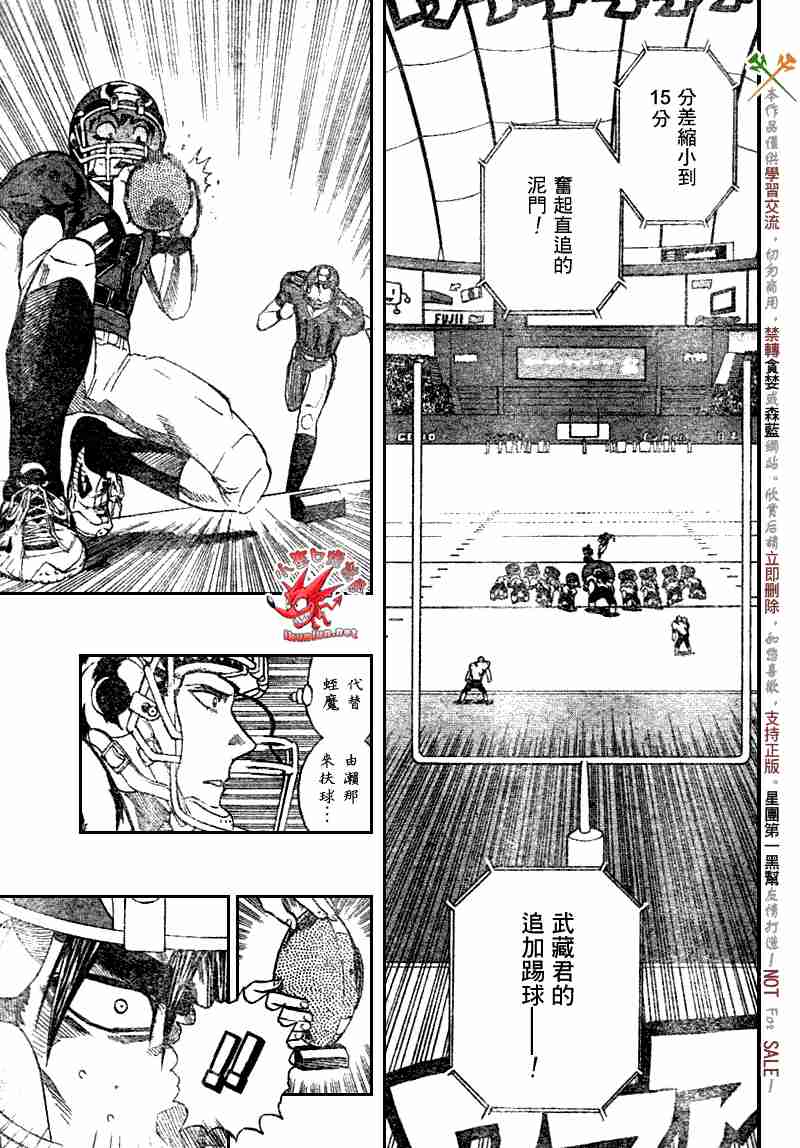 分差縮小到
15分
奮起直追的
泥門！
FUJI
武藏君的
追加踢球——！
代替
蛭魔
由瀨那
來扶球…
!!
ikumfun.net
本作品僅供學習交流，切勿商用，禁轉貪婪或森藍網站。欣賞后請立即刪除，如您喜歡，支持正版。星團第一黑幫友情打造！NOT For SALE！